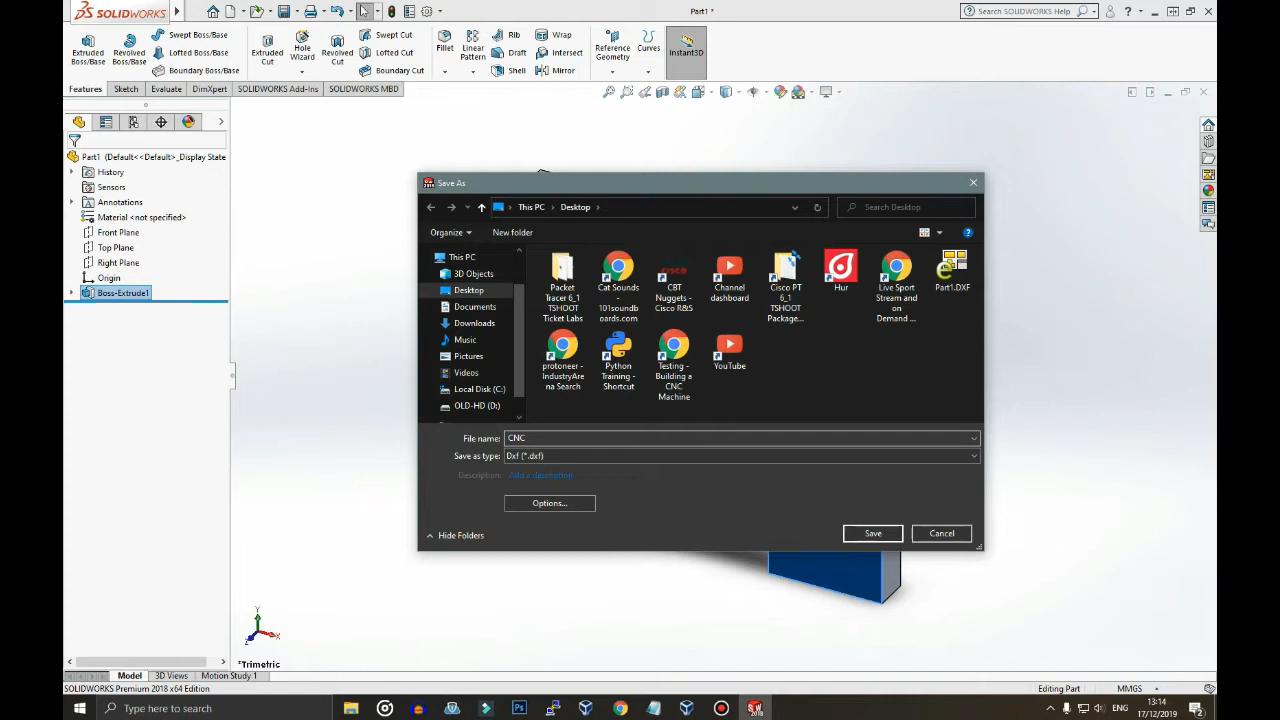 SOLIDWORKS
Part1 *
Search SOLIDWORKS
?
Extruded
Boss/Base
Revolved
Boss/Base
Swept Boss/Base
Lofted Boss/Base
Boundary Boss/Base
Extruded
Cut
Hole
Wizard
Revolved
Cut
Swept Cut
Lofted Cut
Boundary Cut
Fillet
Linear
Pattern
Rib
Draft
Shell
Wrap
Intersect
Mirror
Reference
Geometry
Curves
Instant3D
Features
Sketch
Evaluate
DimXpert
SOLIDWORKS Add-Ins
SOLIDWORKS MBD
Part1 (Default<<Default>_Display State
History
Sensors
Annotations
Material <not specified>
Front Plane
Top Plane
Right Plane
Origin
Boss-Extrude1
Save As
This PC
Desktop
Search Desktop
Organize
New folder
This PC
3D Objects
Desktop
Documents
Downloads
Music
Pictures
Videos
Local Disk (C:)
OLD-HD (D:)
Packet
Tracer 6_1
TSHOOT
Ticket Labs
Cat Sounds
-
101soundb
oards.com
CBT
Nuggets -
Cisco R&S
Channel
dashboard
Cisco PT
6_1
TSHOOT
Package...
Hur
Live Sport
Stream and
on
Demand ...
Part1.DXF
protoneer -
IndustryAre
na Search
Python
Training -
Shortcut
Testing -
Building a
CNC
Machine
YouTube
File name: CNC
Save as type: Dxf (*.dxf)
Description: Add a description
Options...
Hide Folders
Save
Cancel
Y
X
Z
*Trimetric
Model
3D Views
Motion Study 1
SOLIDWORKS Premium 2018 x64 Edition
Editing Part
MMGS
Type here to search
ENG
13:14
17/12/2019